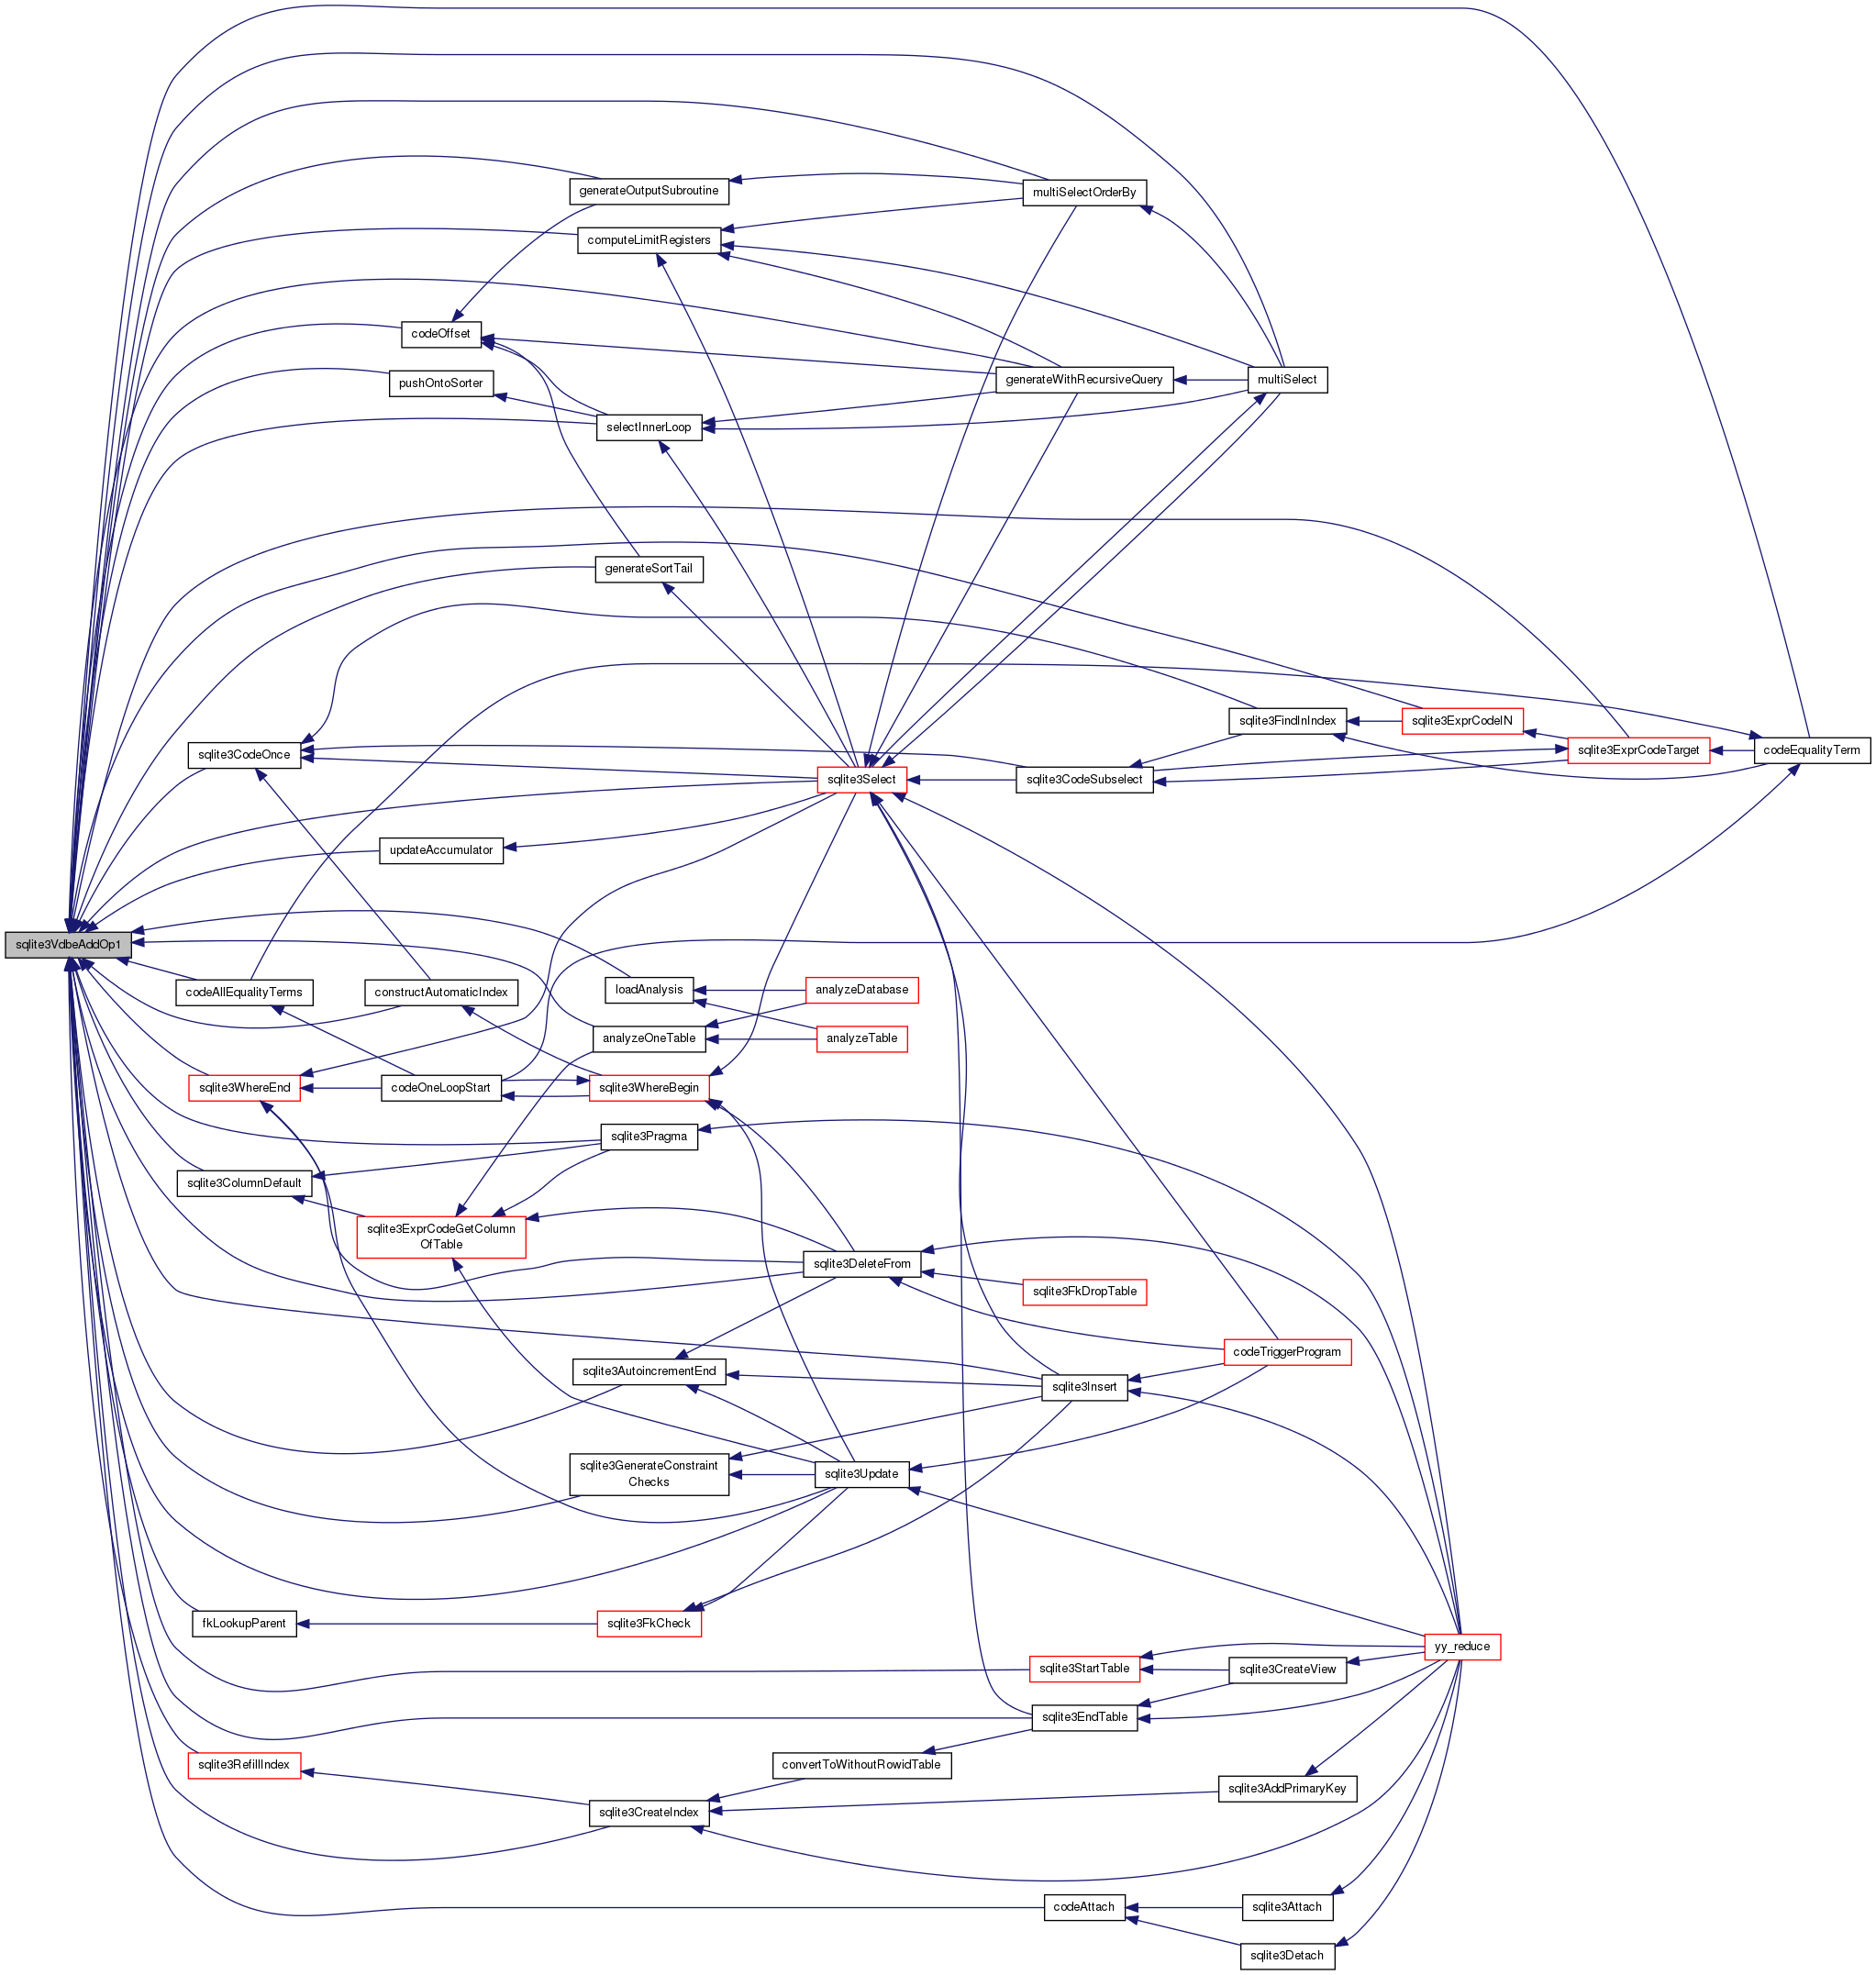 generateOutputSubroutine
multiSelectOrderBy
computeLimitRegisters
codeOffset
pushOntoSorter
generateWithRecursiveQuery
multiSelect
selectInnerLoop
generateSortTail
sqlite3FindInIndex
sqlite3ExprCodeIN
sqlite3CodeOnce
sqlite3ExprCodeTarget
codeEqualityTerm
sqlite3Select
sqlite3CodeSubselect
updateAccumulator
sqlite3VdbeAddOp1
codeAllEqualityTerms
constructAutomaticIndex
loadAnalysis
analyzeDatabase
analyzeOneTable
analyzeTable
sqlite3WhereEnd
codeOneLoopStart
sqlite3WhereBegin
sqlite3Pragma
sqlite3ColumnDefault
sqlite3ExprCodeGetColumn
OfTable
sqlite3DeleteFrom
sqlite3FkDropTable
codeTriggerProgram
sqlite3AutoincrementEnd
sqlite3Insert
sqlite3GenerateConstraint
Checks
sqlite3Update
fkLookupParent
sqlite3FkCheck
yy_reduce
sqlite3StartTable
sqlite3CreateView
sqlite3EndTable
sqlite3RefillIndex
convertToWithoutRowidTable
sqlite3AddPrimaryKey
sqlite3CreateIndex
codeAttach
sqlite3Attach
sqlite3Detach